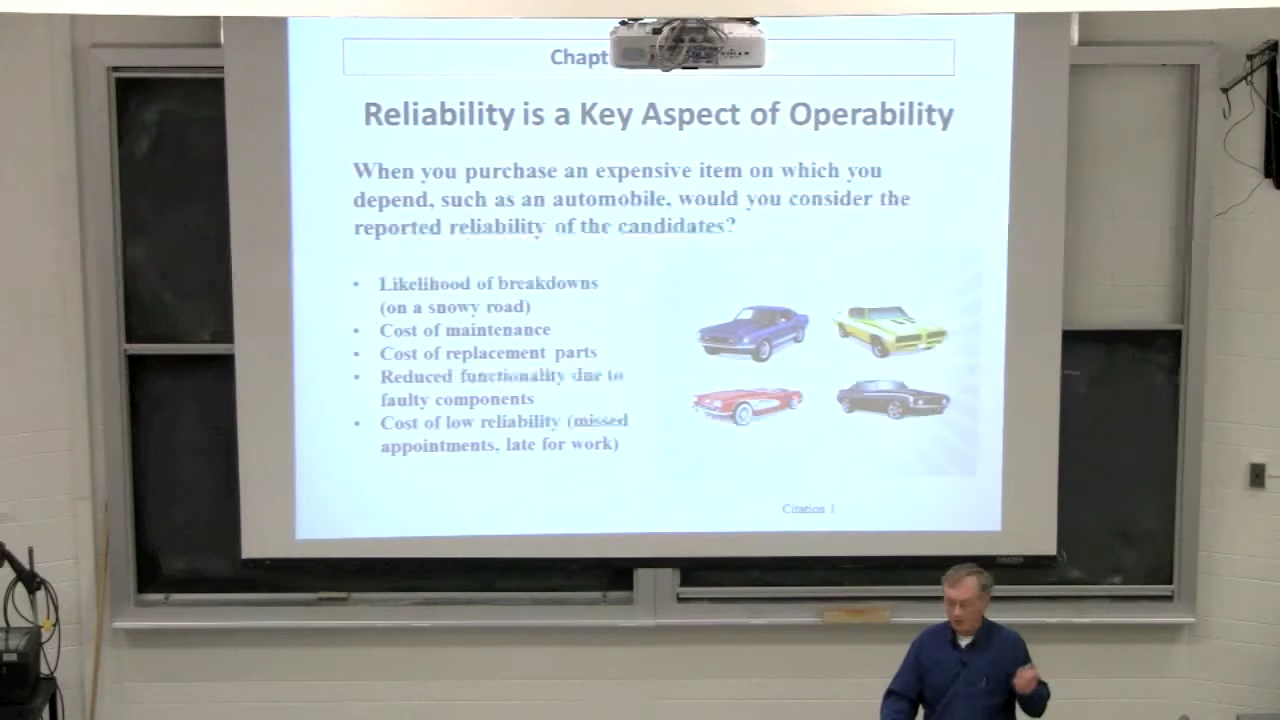 Chapt
Reliability is a Key Aspect of Operability
When you purchase an expensive item on which you
depend, such as an automobile, would you consider the
reported reliability of the candidates?
• Likelihood of breakdowns
(on a snowy road)
• Cost of maintenance
• Cost of replacement parts
• Reduced functionality due to
faulty components
• Cost of low reliability (missed
appointments, late for work)
Citation 1